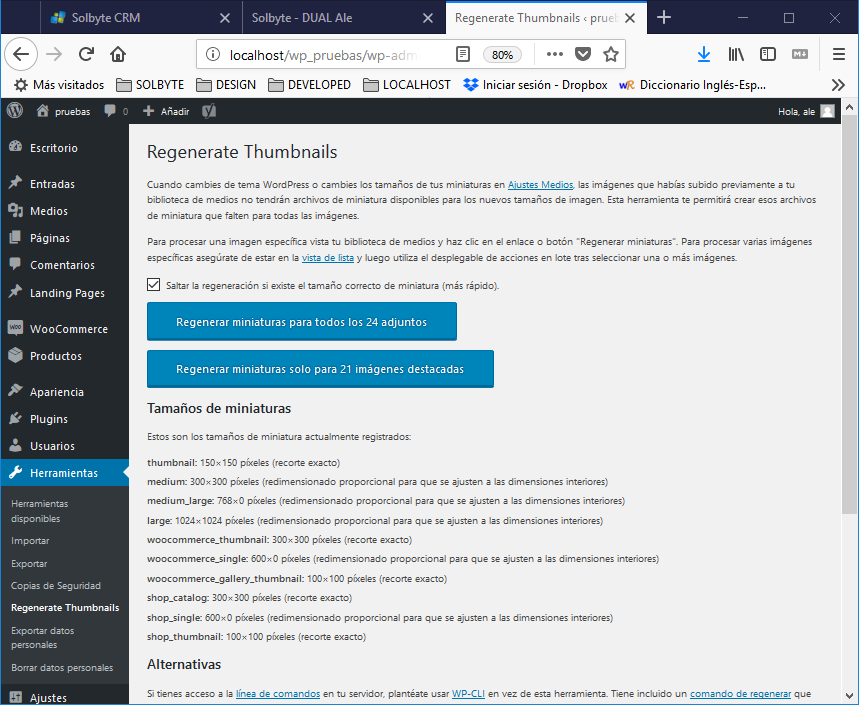 Solbyte CRM
Solbyte - DUAL Ale
Regenerate Thumbnails ‹ prueb
localhost/wp_pruebas/wp-adm
80%
Más visitados
SOLBYTE
DESIGN
DEVELOPED
LOCALHOST
Iniciar sesión - Dropbox
wR
Diccionario Inglés-Esp...
pruebas
0
Añadir
Hola, ale
Escritorio
Entradas
Medios
Páginas
Comentarios
Landing Pages
WooCommerce
Productos
Apariencia
Plugins
Usuarios
Herramientas
Herramientas
disponibles
Importar
Exportar
Copias de Seguridad
Regenerate Thumbnails
Exportar datos
personales
Borrar datos personales
Ajustes
Regenerate Thumbnails
Cuando cambies de tema WordPress o cambies los tamaños de tus miniaturas en Ajustes Medios, las imágenes que habías subido previamente a tu
biblioteca de medios no tendrán archivos de miniatura disponibles para los nuevos tamaños de imagen. Esta herramienta te permitirá crear esos archivos
de miniatura que falten para todas las imágenes.
Para procesar una imagen específica vista tu biblioteca de medios y haz clic en el enlace o botón "Regenerar miniaturas". Para procesar varias imágenes
específicas asegúrate de estar en la vista de lista y luego utiliza el desplegable de acciones en lote tras seleccionar una o más imágenes.
Saltar la regeneración si existe el tamaño correcto de miniatura (más rápido).
Regenerar miniaturas para todos los 24 adjuntos
Regenerar miniaturas solo para 21 imágenes destacadas
Tamaños de miniaturas
Estos son los tamaños de miniatura actualmente registrados:
thumbnail: 150×150 píxeles (recorte exacto)
medium: 300×300 píxeles (redimensionado proporcional para que se ajusten a las dimensiones interiores)
medium_large: 768×0 píxeles (redimensionado proporcional para que se ajusten a las dimensiones interiores)
large: 1024×1024 píxeles (redimensionado proporcional para que se ajusten a las dimensiones interiores)
woocommerce_thumbnail: 300×300 píxeles (recorte exacto)
woocommerce_single: 600×0 píxeles (redimensionado proporcional para que se ajusten a las dimensiones interiores)
woocommerce_gallery_thumbnail: 100×100 píxeles (recorte exacto)
shop_catalog: 300×300 píxeles (recorte exacto)
shop_single: 600×0 píxeles (redimensionado proporcional para que se ajusten a las dimensiones interiores)
shop_thumbnail: 100×100 píxeles (recorte exacto)
Alternativas
Si tienes acceso a la línea de comandos en tu servidor, plantéate usar WP-CLI en vez de esta herramienta. Tiene incluido un comando de regenerar que